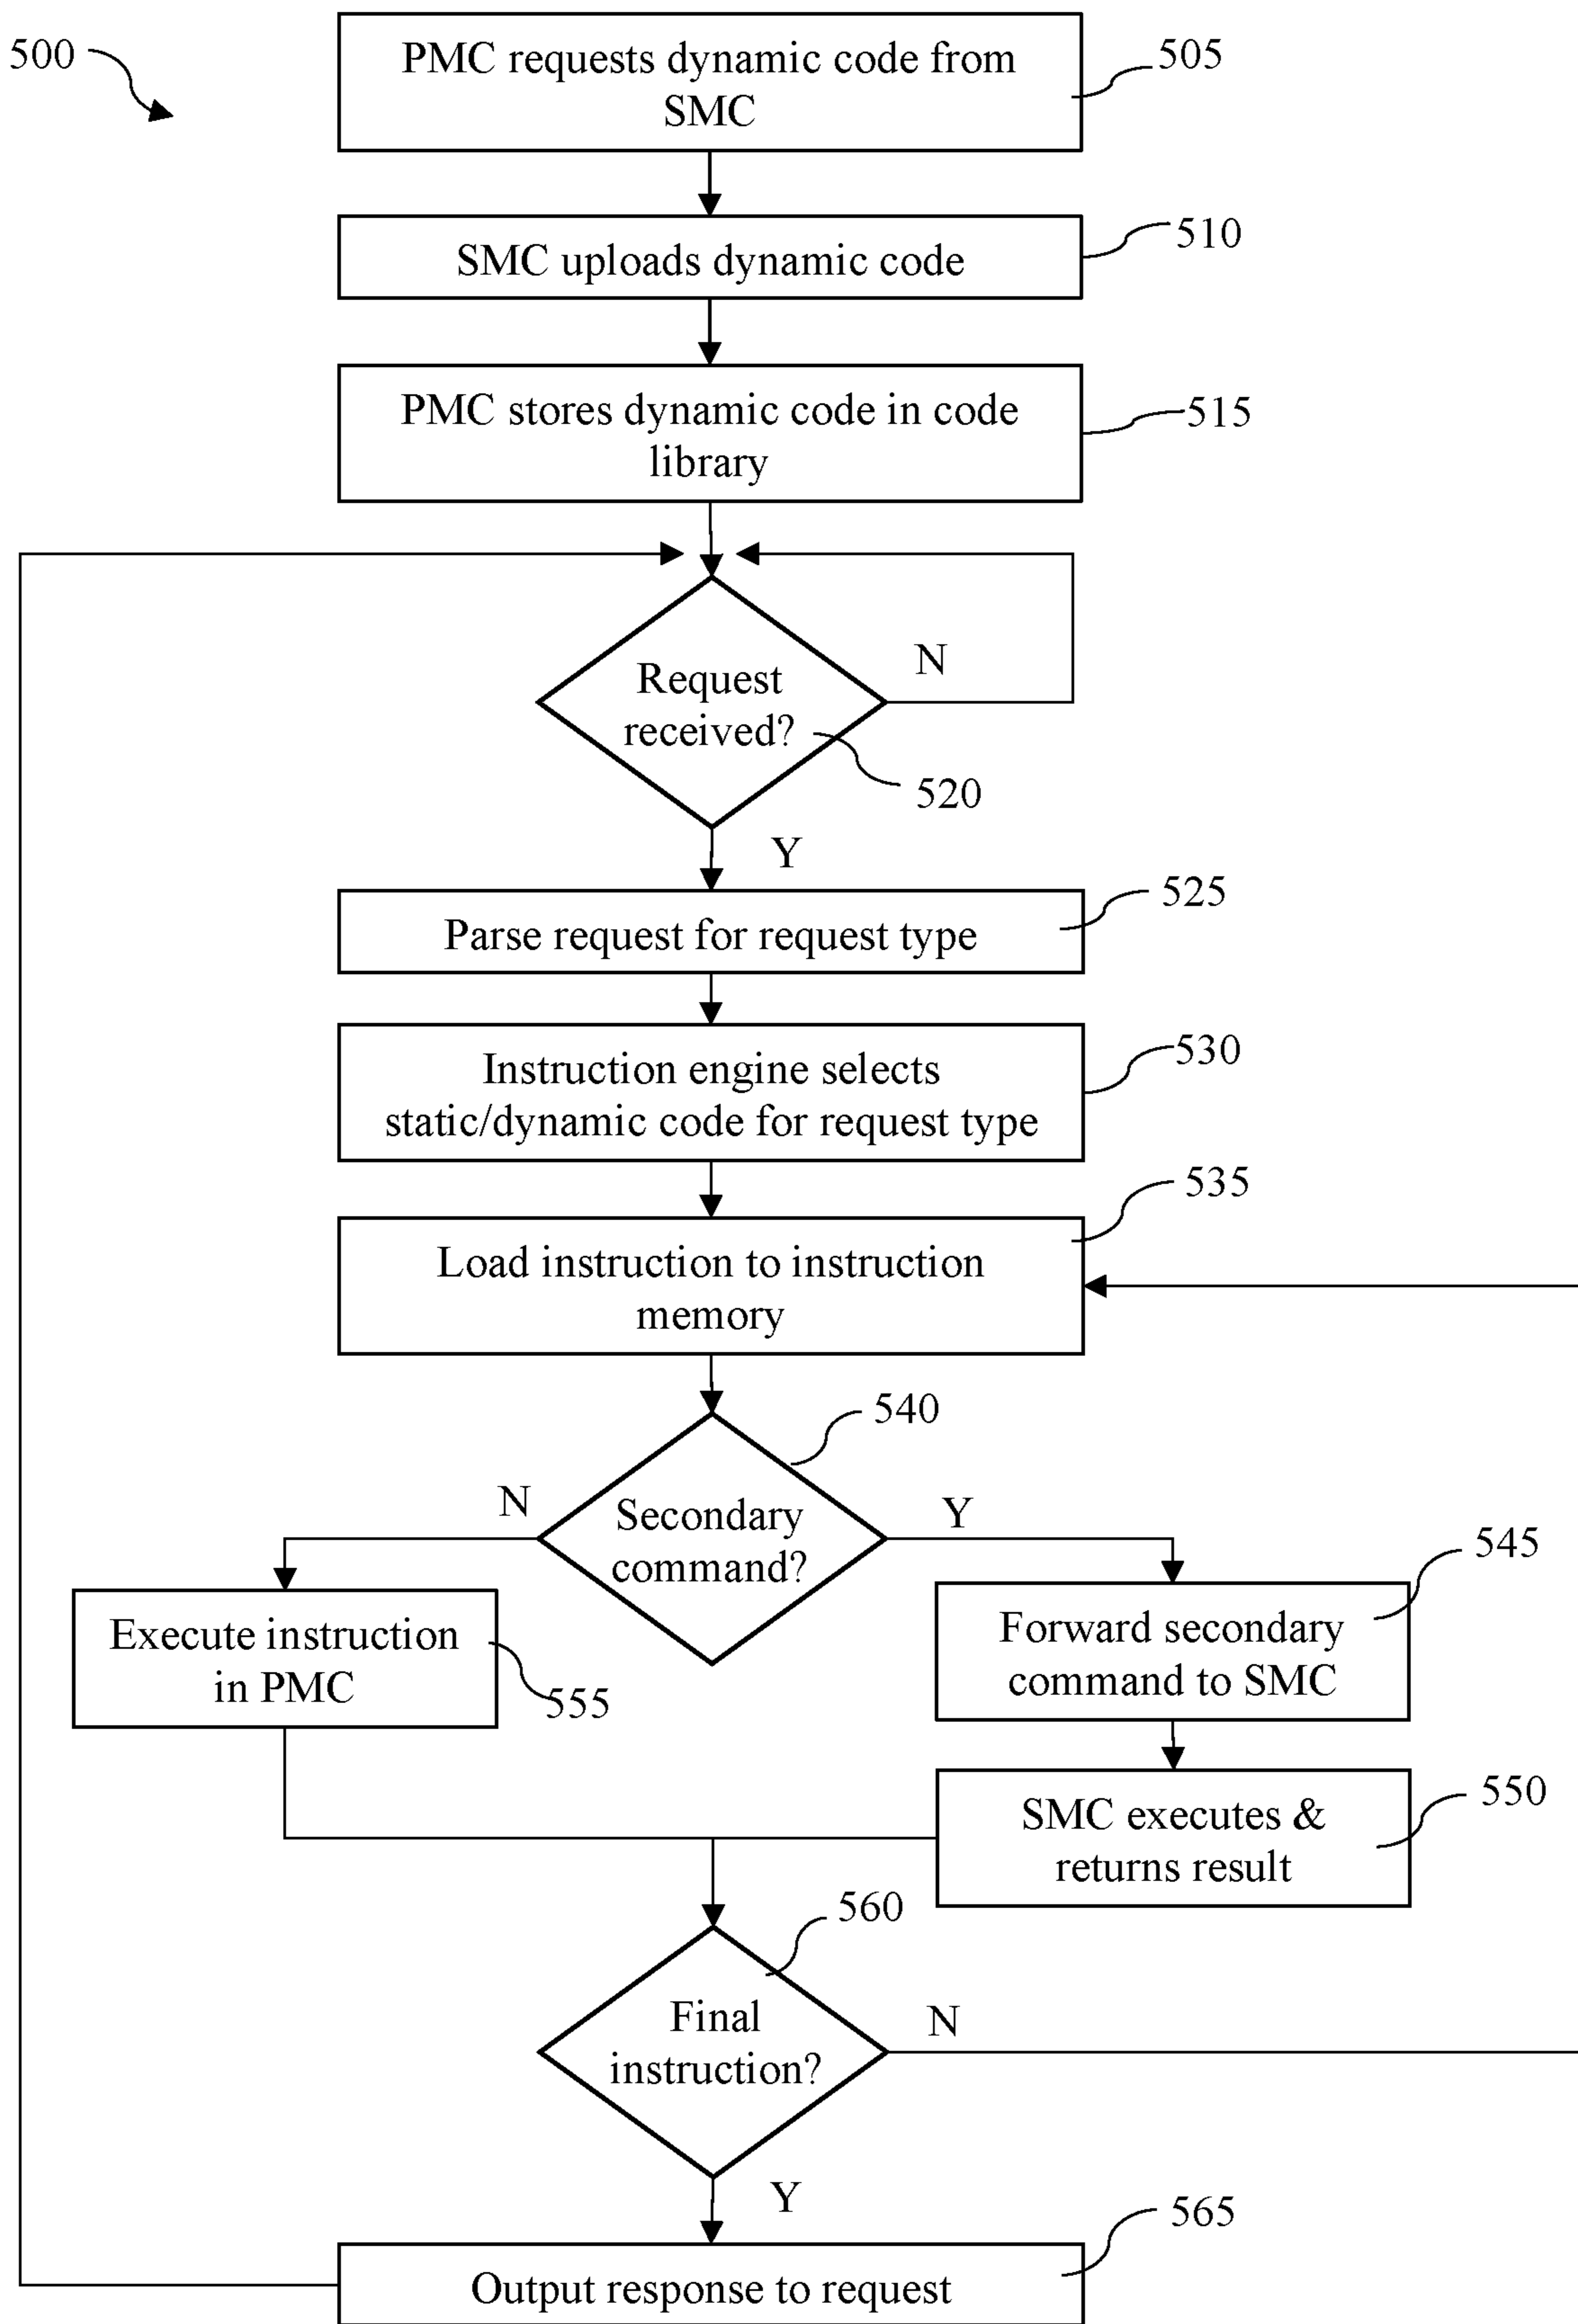 500
PMC requests dynamic code from
SMC
505
SMC uploads dynamic code
510
PMC stores dynamic code in code
library
515
Request
received?
N
520
Y
Parse request for request type
525
Instruction engine selects
static/dynamic code for request type
530
Load instruction to instruction
memory
535
540
Secondary
command?
N
Y
Execute instruction
in PMC
555
Forward secondary
command to SMC
545
SMC executes &
returns result
550
560
Final
instruction?
N
Y
Output response to request
565